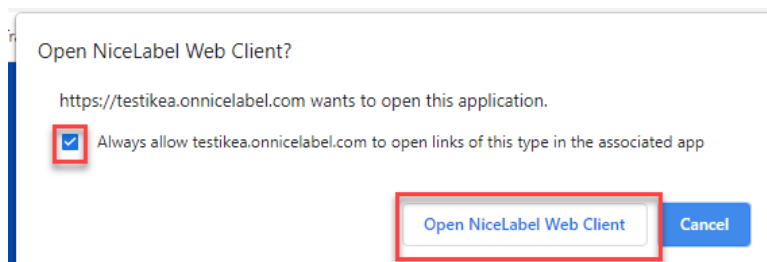 Open NiceLabel Web Client?
https://testikea.onnicelabel.com wants to open this application.
Always allow testikea.onnicelabel.com to open links of this type in the associated app
Open NiceLabel Web Client
Cancel